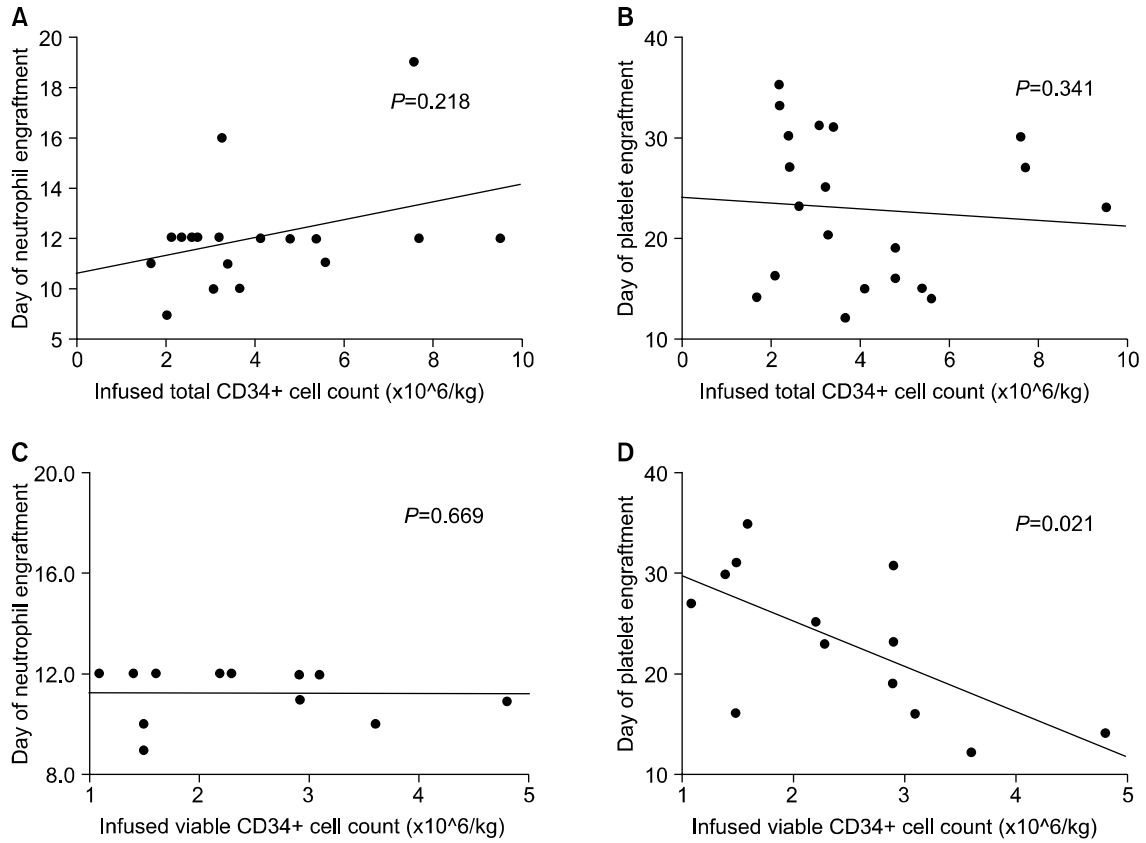 A
Day of neutrophil engraftment
20
18
16
14
12
10
5
P=0.218
0 2 4 6 8 10
Infused total CD34+ cell count (x10^6/kg)
B
Day of platelet engraftment
40
30
20
10
P=0.341
0 2 4 6 8 10
Infused total CD34+ cell count (x10^6/kg)
C
Day of neutrophil engraftment
20.0
16.0
12.0
8.0
P=0.669
1 2 3 4 5
Infused viable CD34+ cell count (x10^6/kg)
D
Day of platelet engraftment
40
30
20
10
P=0.021
1 2 3 4 5
Infused viable CD34+ cell count (x10^6/kg)